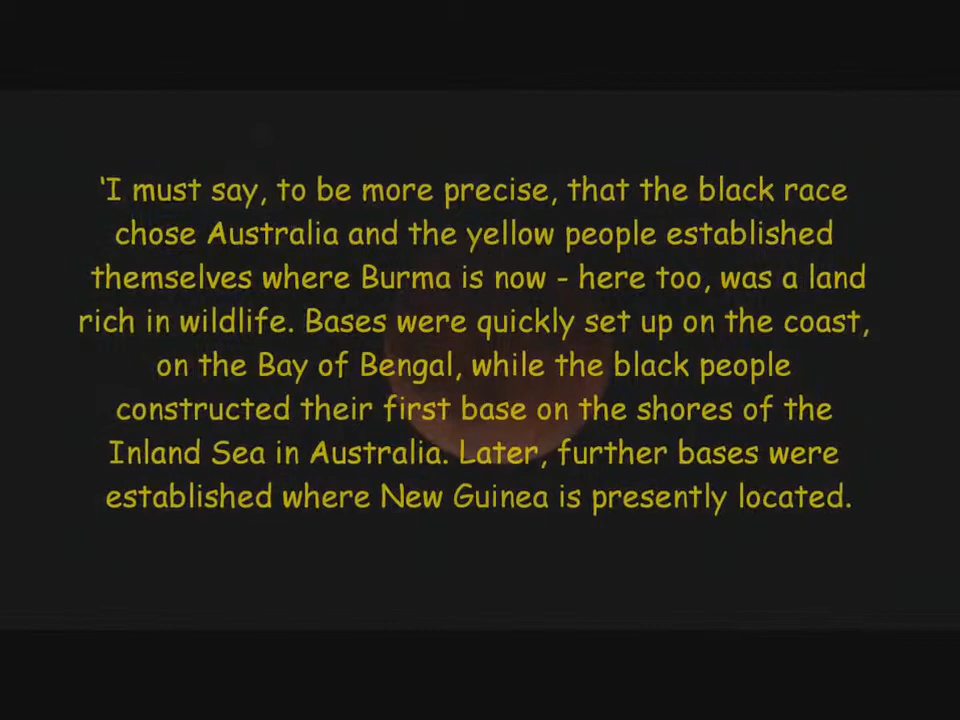 ‘I must say, to be more precise, that the black race
chose Australia and the yellow people established
themselves where Burma is now - here too, was a land
rich in wildlife. Bases were quickly set up on the coast,
on the Bay of Bengal, while the black people
constructed their first base on the shores of the
Inland Sea in Australia. Later, further bases were
established where New Guinea is presently located.